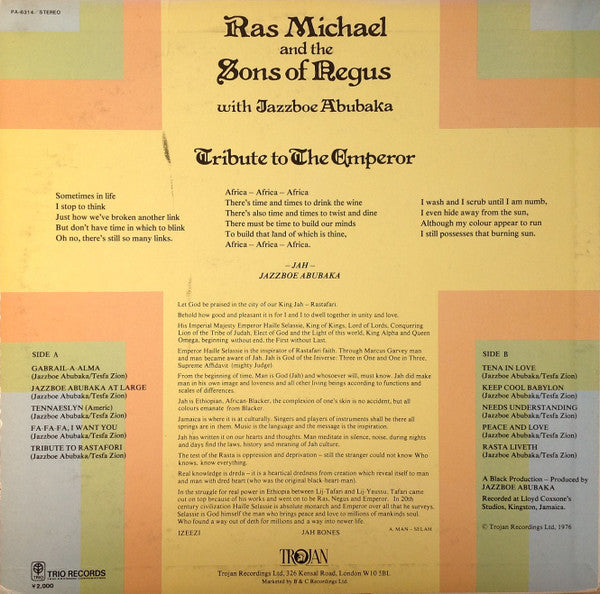 PA-6314 / STEREO
Ras Michael
and the
Sons of Negus
with Jazzboe Abubaka
Tribute to The Emperor
Sometimes in life
I stop to think
Just how we've broken another link
But don't have time in which to blink
Oh no, there's still so many links.
Africa – Africa – Africa
There's time and times to drink the wine
There's also time and times to twist and dine
There must be time to build our minds
To build that land of which is thine,
Africa – Africa – Africa.
I wash and I scrub until I am numb,
I even hide away from the sun,
Although my colour appear to run
I still possesses that burning sun.
– JAH –
JAZZBOE ABUBAKA
Let God be praised in the city of our King Jah – Rastafari.
Behold how good and pleasant it is for I and I to dwell together in unity and love.
His Imperial Majesty Emperor Haille Selassie, King of Kings, Lord of Lords, Conquering
Lion of the Tribe of Judah, Elect of God and the Light of this world, King Alpha and Queen
Omega, beginning without end, the First without Last.
Emperor Haille Selassie is the inspirator of Rastafari faith. Through Marcus Garvey man
and man became aware of Jah. Jah is God of the Universe: Three in One and One in Three,
Supreme Affidavit (mighty Judge).
From the beginning of time, Man is God (Jah) and whosoever will, must know. Jah did make
man in his own image and loveness and all other living beings according to functions and
scales of differences.
Jah is Ethiopian, African-Blacker, the complexion of one's skin is no accident, but all
colours emanate from Blacker.
Jamaica is where it is at culturally. Singers and players of instruments shall be there all
springs are in them. Music is the language and the message is the inspiration.
Jah has written it on our hearts and thoughts. Man meditate in silence, noise, during nights
and days find the laws, history and meaning of Jah culture.
The test of the Rasta is oppression and deprivation – still the stranger could not know Who
knows, know everything.
Real knowledge is dreda – it is a heartical dredness from creation which reveal itself to man
and man with dred heart (who was the original black-heart-man).
In the struggle for real power in Ethiopia between Lij-Tafari and Lij-Yeassu. Tafari came
out on top because of his works and went on to be Ras, Negus and Emperor. In 20th
century civilization Haille Selassie is absolute monarch and Emperor over all that he surveys.
Selassie is God himself the man who brings peace and love to millions of mankinds soul.
Who found a way out of deth for millions and a way into newer life.
IZEEZI JAH BONES A. MAN – SELAH
SIDE A
GABRAIL-A-ALMA
(Jazzboe Abubaka/Tesfa Zion)
JAZZBOE ABUBAKA AT LARGE
(Jazzboe Abubaka/Tesfa Zion)
TENNAESLYN (Americ)
(Jazzboe Abubaka/Tesfa Zion)
FA-FA-FA, I WANT YOU
(Jazzboe Abubaka/Tesfa Zion)
TRIBUTE TO RASTAFORI
(Jazzboe Abubaka/Tesfa Zion)
SIDE B
TENA IN LOVE
(Jazzboe Abubaka/Tesfa Zion)
KEEP COOL BABYLON
(Jazzboe Abubaka/Tesfa Zion)
NEEDS UNDERSTANDING
(Jazzboe Abubaka/Tesfa Zion)
PEACE AND LOVE
(Jazzboe Abubaka/Tesfa Zion)
RASTA LIVETH
(Jazzboe Abubaka/Tesfa Zion)
A Black Production – Produced by
JAZZBOE ABUBAKA
Recorded at Lloyd Coxsone's
Studios, Kingston, Jamaica.
© Trojan Recordings Ltd, 1976
TRIO
TRIO RECORDS
¥2,000
TROJAN
Trojan Recordings Ltd, 326 Kensal Road, London W10 5BL
Marketed by B & C Recordings Ltd.